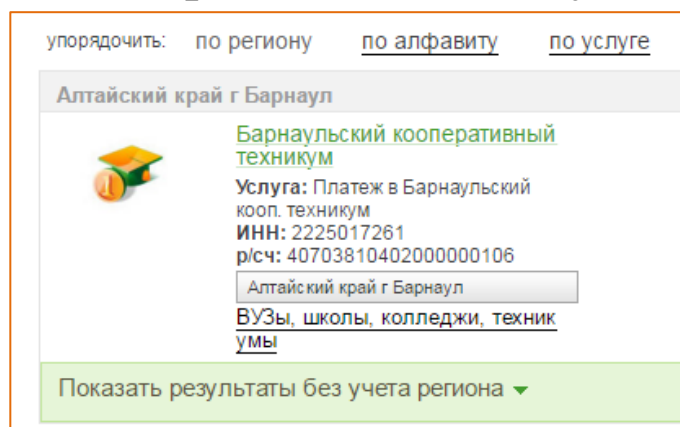 упорядочить: по региону по алфавиту по услуге
Алтайский край г Барнаул
Барнаульский кооперативный
техникум
Услуга: Платеж в Барнаульский
кооп. техникум
ИНН: 2225017261
р/сч: 40703810402000000106
Алтайский край г Барнаул
ВУЗы, школы, колледжи, техник
умы
Показать результаты без учета региона